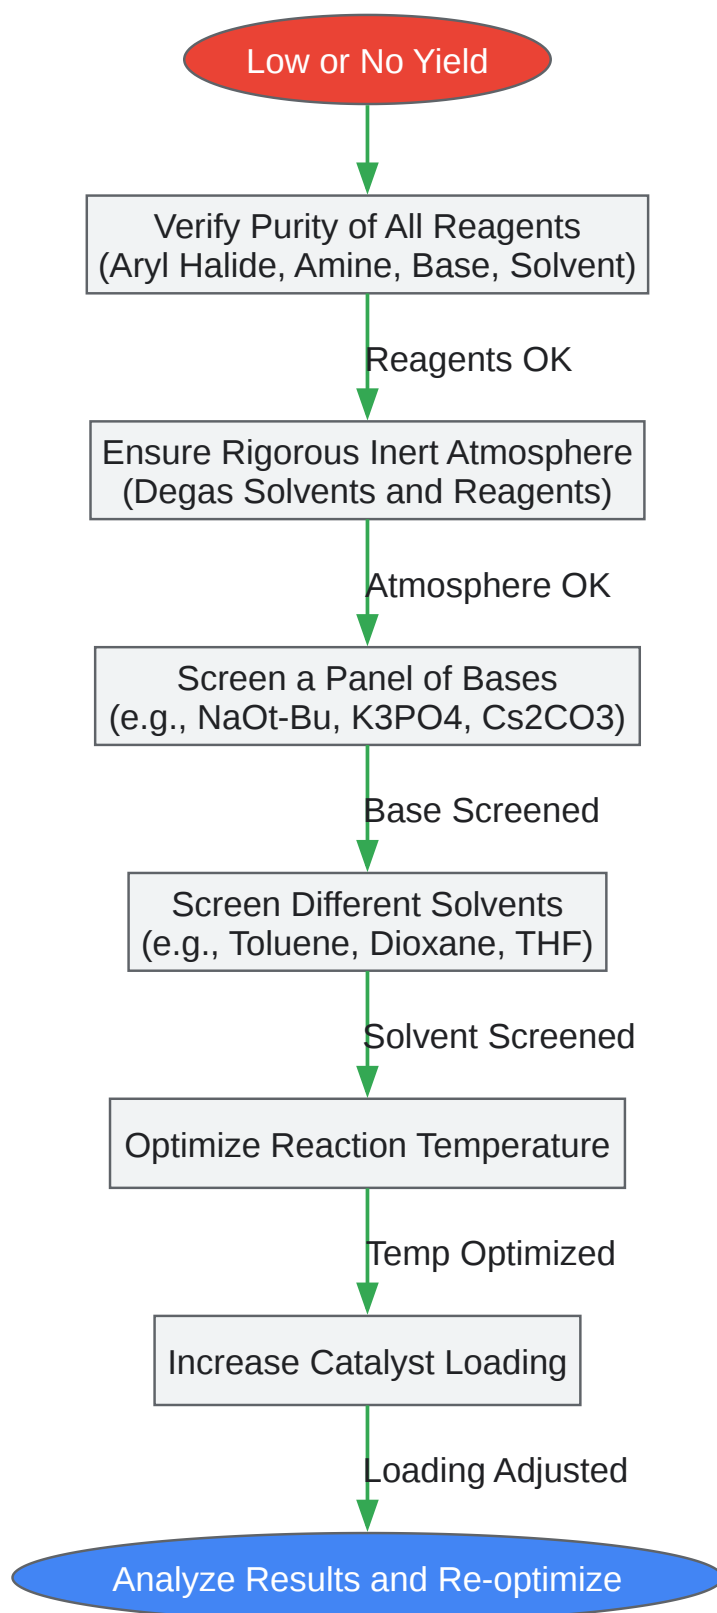 Low or No Yield
Verify Purity of All Reagents
(Aryl Halide, Amine, Base, Solvent)
Reagents OK
Ensure Rigorous Inert Atmosphere
(Degas Solvents and Reagents)
Atmosphere OK
Screen a Panel of Bases
(e.g., NaOt-Bu, K3PO4, Cs2CO3)
Base Screened
Screen Different Solvents
(e.g., Toluene, Dioxane, THF)
Solvent Screened
Optimize Reaction Temperature
Temp Optimized
Increase Catalyst Loading
Loading Adjusted
Analyze Results and Re-optimize